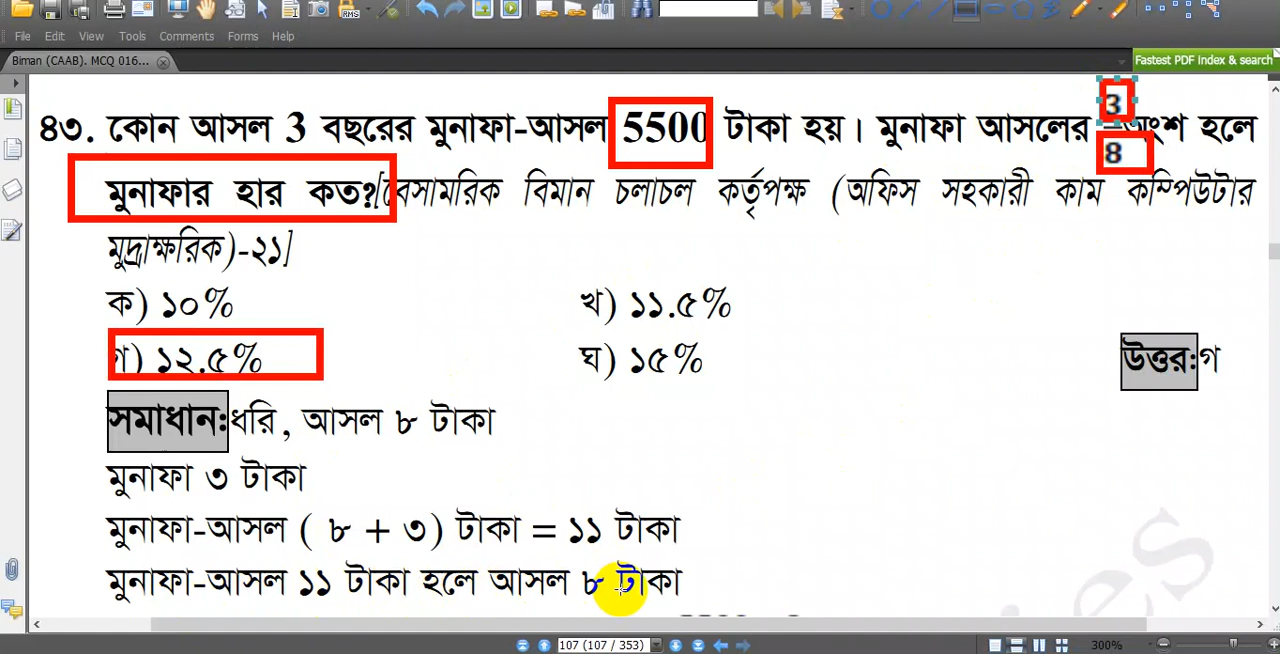 RMS
File Edit View Tools Comments Forms Help
Biman (CAAB). MCQ 016... Fastest PDF Index & search
৪৩. কোন আসল 3 বছরের মুনাফা-আসল 5500 টাকা হয়। মুনাফা আসলের 3/8 অংশ হলে
মুনাফার হার কত?[বেসামরিক বিমান চলাচল কর্তৃপক্ষ (অফিস সহকারী কাম কম্পিউটার
মুদ্রাক্ষরিক)-২১]
ক) ১০% খ) ১১.৫%
গ) ১২.৫% ঘ) ১৫% উত্তর:গ
সমাধান:ধরি, আসল ৮ টাকা
মুনাফা ৩ টাকা
মুনাফা-আসল ( ৮ + ৩) টাকা = ১১ টাকা
মুনাফা-আসল ১১ টাকা হলে আসল ৮ টাকা
107 (107 / 353) 300%